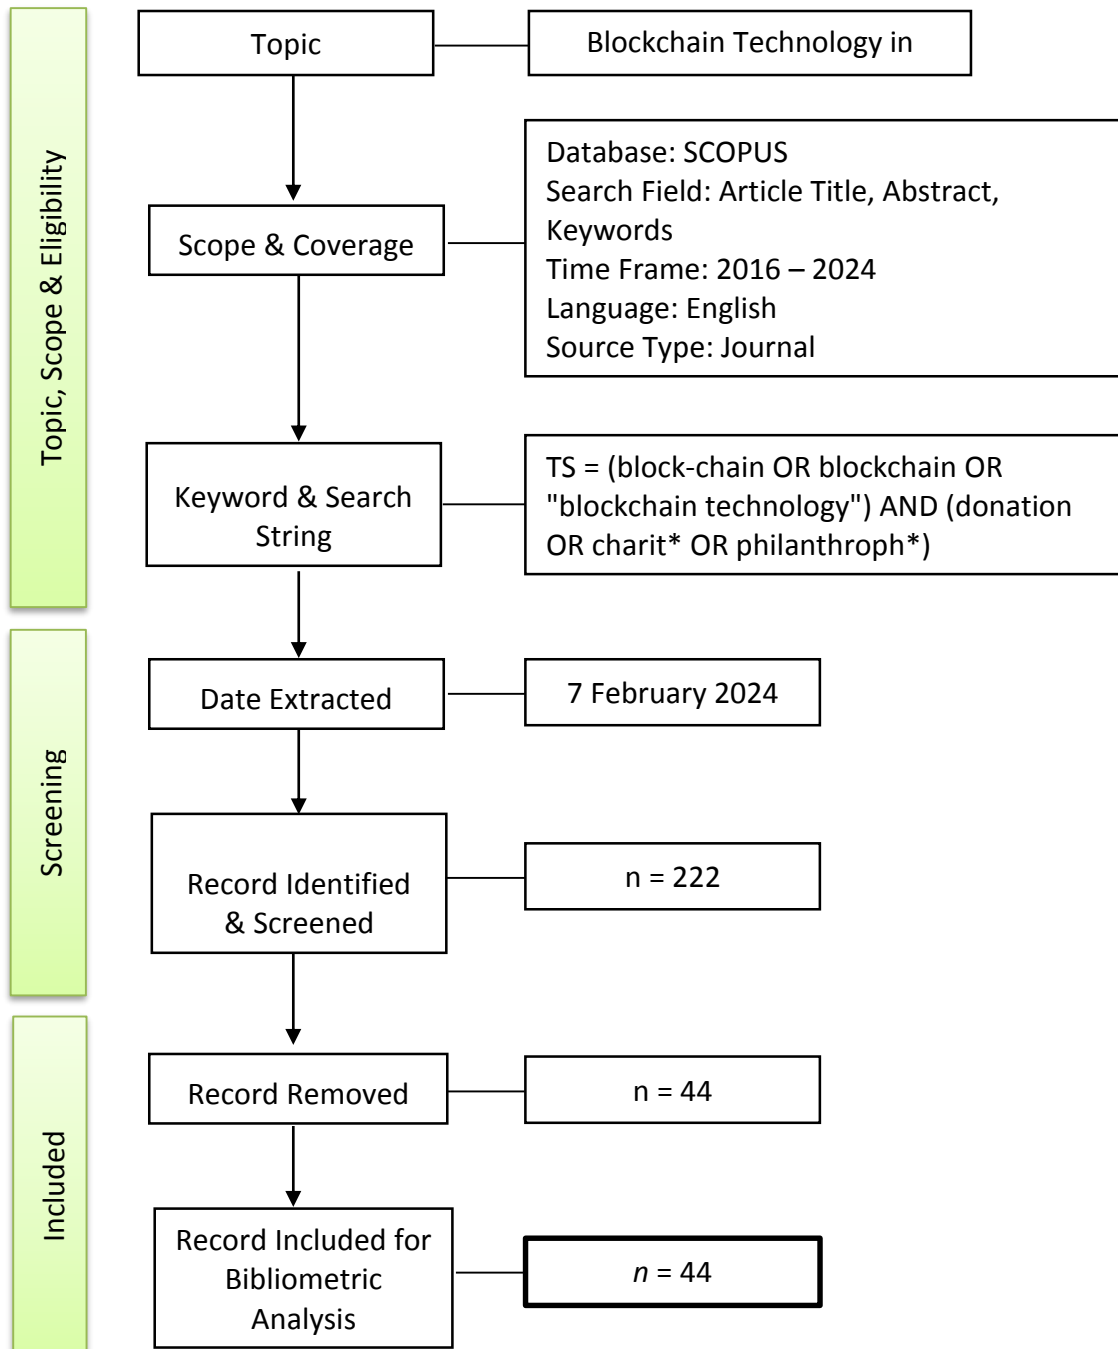 Topic, Scope & Eligibility
Topic
Blockchain Technology in
Scope & Coverage
Database: SCOPUS
Search Field: Article Title, Abstract,
Keywords
Time Frame: 2016 – 2024
Language: English
Source Type: Journal
Keyword & Search
String
TS = (block-chain OR blockchain OR
"blockchain technology") AND (donation
OR charit* OR philanthroph*)
Screening
Date Extracted
7 February 2024
Record Identified
& Screened
n = 222
Included
Record Removed
n = 44
Record Included for
Bibliometric
Analysis
n = 44